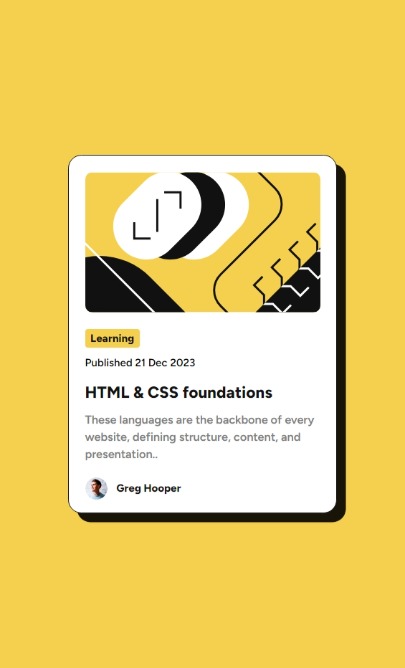 Learning
Published 21 Dec 2023
HTML & CSS foundations
These languages are the backbone of every
website, defining structure, content, and
presentation..
Greg Hooper